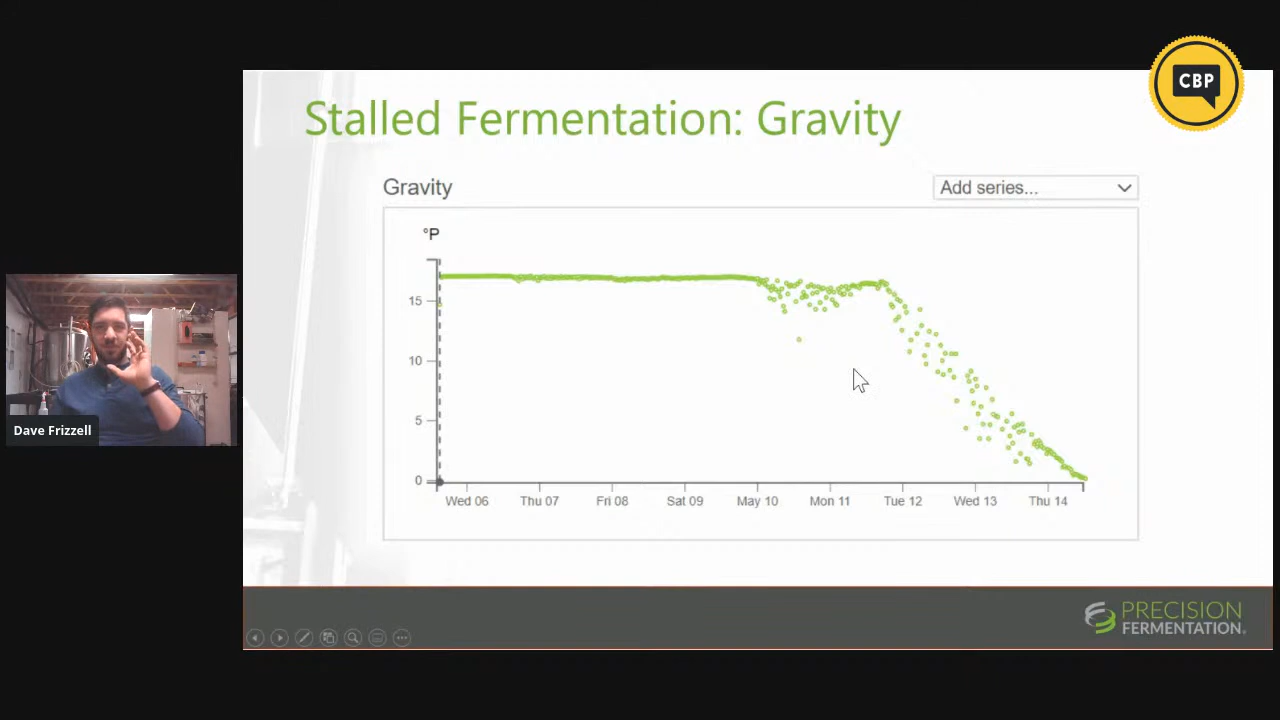 CBP
Stalled Fermentation: Gravity
Gravity
Add series...
°P
15
10
5
0
Wed 06
Thu 07
Fri 08
Sat 09
May 10
Mon 11
Tue 12
Wed 13
Thu 14
Dave Frizzell
PRECISION
FERMENTATION®